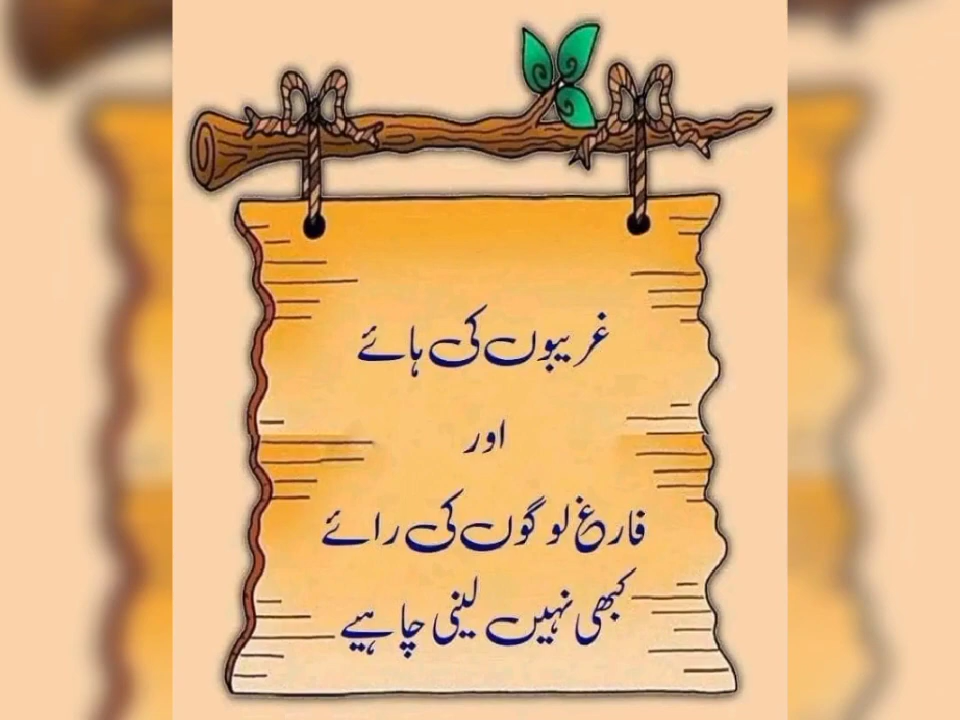 غریبوں کی ہائے
اور
فارغ لوگوں کی رائے
کبھی نہیں لینی چاہیے